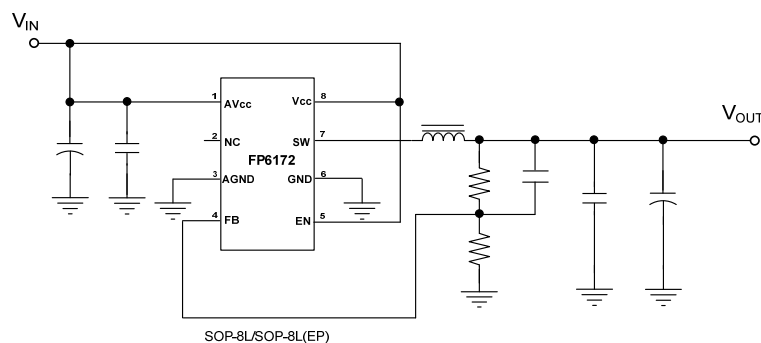 VIN
VOUT
1 AVcc Vcc 8
2 NC SW 7
FP6172
3 AGND GND 6
4 FB EN 5
SOP-8L/SOP-8L(EP)